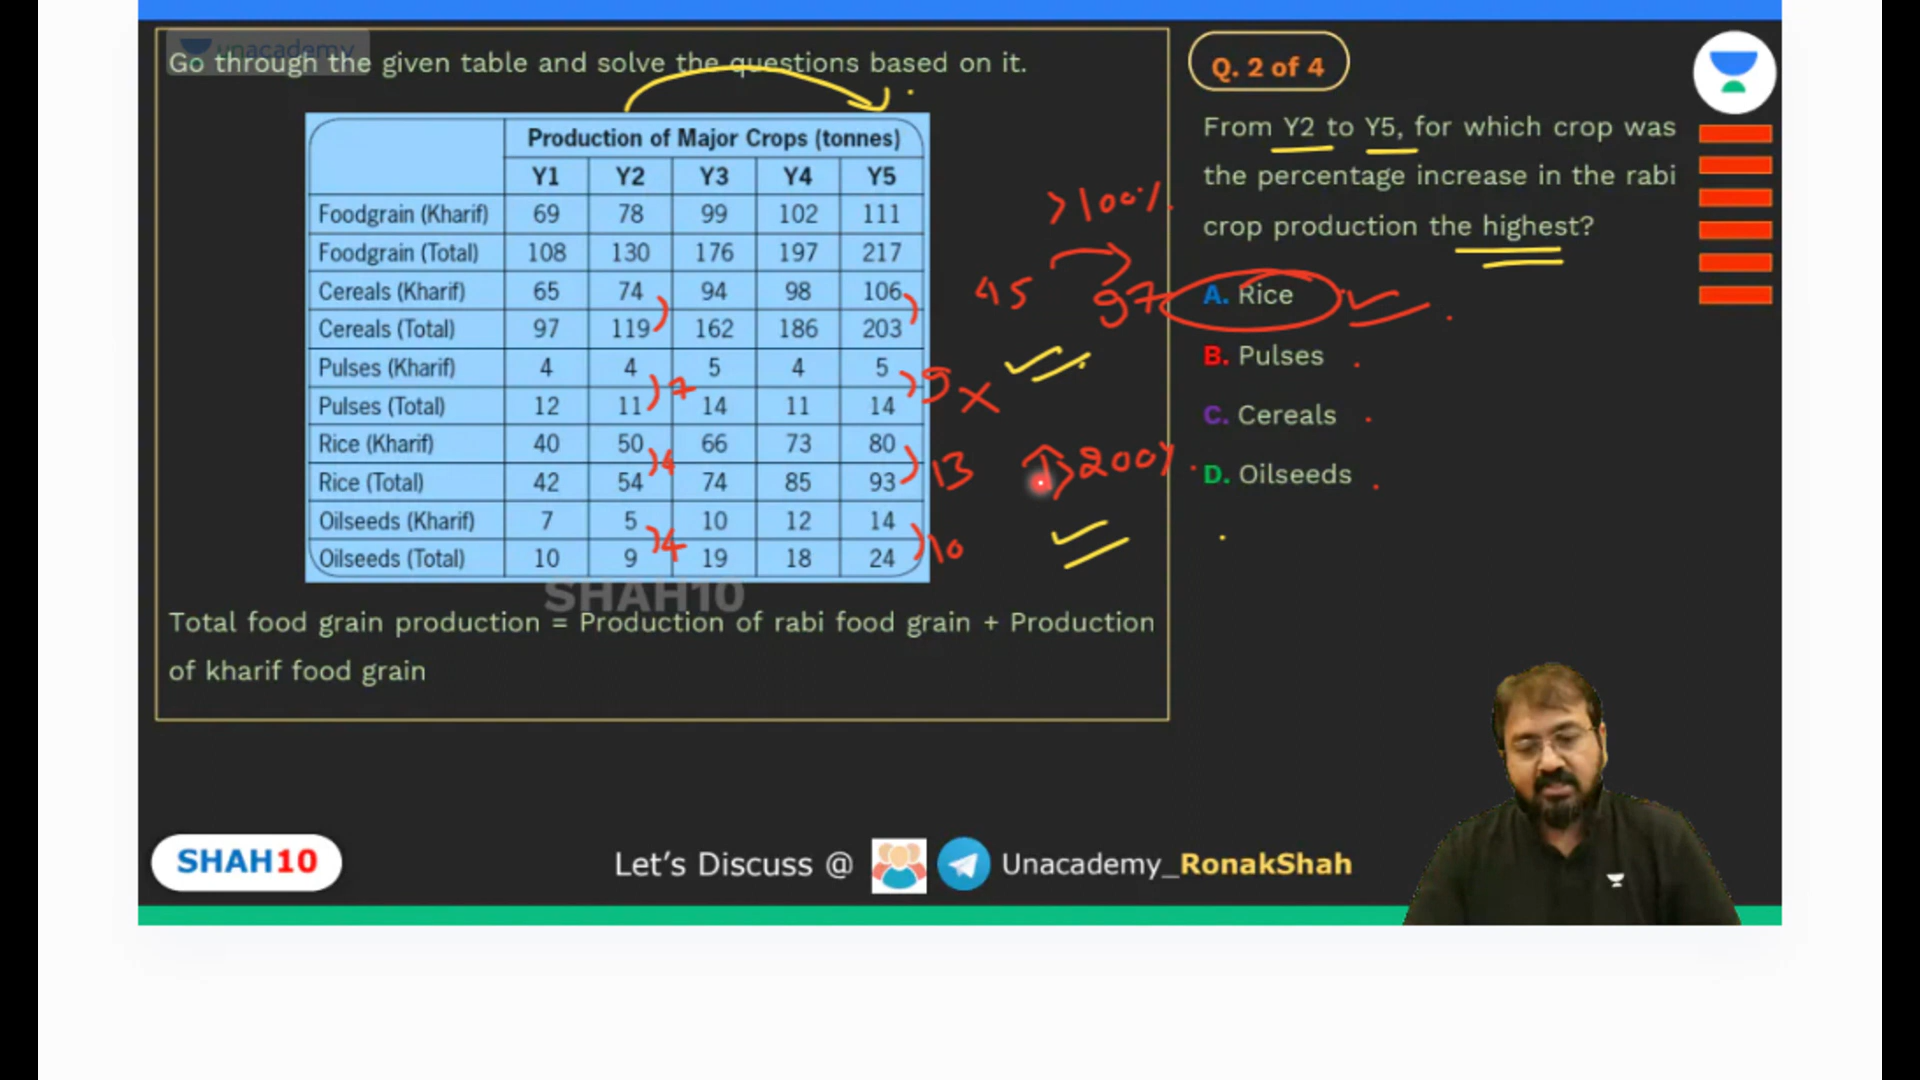 unacademy
Go through the given table and solve the questions based on it.
Production of Major Crops (tonnes)
Y1 Y2 Y3 Y4 Y5
Foodgrain (Kharif) 69 78 99 102 111
Foodgrain (Total) 108 130 176 197 217
Cereals (Kharif) 65 74 94 98 106
Cereals (Total) 97 119 162 186 203
Pulses (Kharif) 4 4 5 4 5
Pulses (Total) 12 11 14 11 14
Rice (Kharif) 40 50 66 73 80
Rice (Total) 42 54 74 85 93
Oilseeds (Kharif) 7 5 10 12 14
Oilseeds (Total) 10 9 19 18 24
7
9
4
13
4
10
>100%
45 97
>200%
SHAH10
Total food grain production = Production of rabi food grain + Production
of kharif food grain
Q. 2 of 4
From Y2 to Y5, for which crop was
the percentage increase in the rabi
crop production the highest?
A. Rice
B. Pulses
C. Cereals
D. Oilseeds
SHAH10
Let's Discuss @ Unacademy_RonakShah